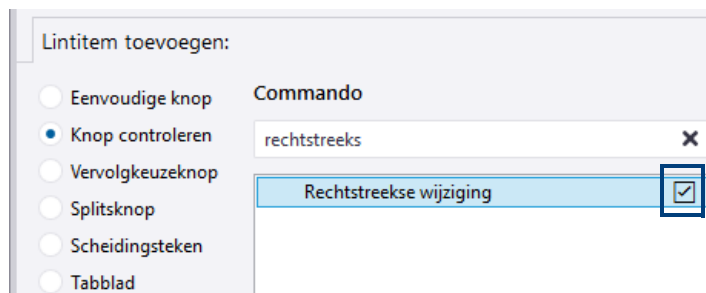 Lintitem toevoegen:
Eenvoudige knop
Knop controleren
Vervolgkeuzeknop
Splitsknop
Scheidingsteken
Tabblad
Commando
rechtstreeks
Rechtstreekse wijziging